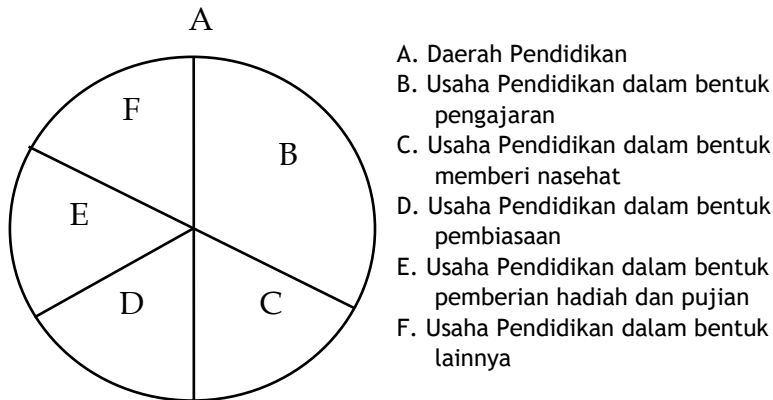 A
F
B
E
D
C
A. Daerah Pendidikan
B. Usaha Pendidikan dalam bentuk
pengajaran
C. Usaha Pendidikan dalam bentuk
memberi nasehat
D. Usaha Pendidikan dalam bentuk
pembiasaan
E. Usaha Pendidikan dalam bentuk
pemberian hadiah dan pujian
F. Usaha Pendidikan dalam bentuk
lainnya